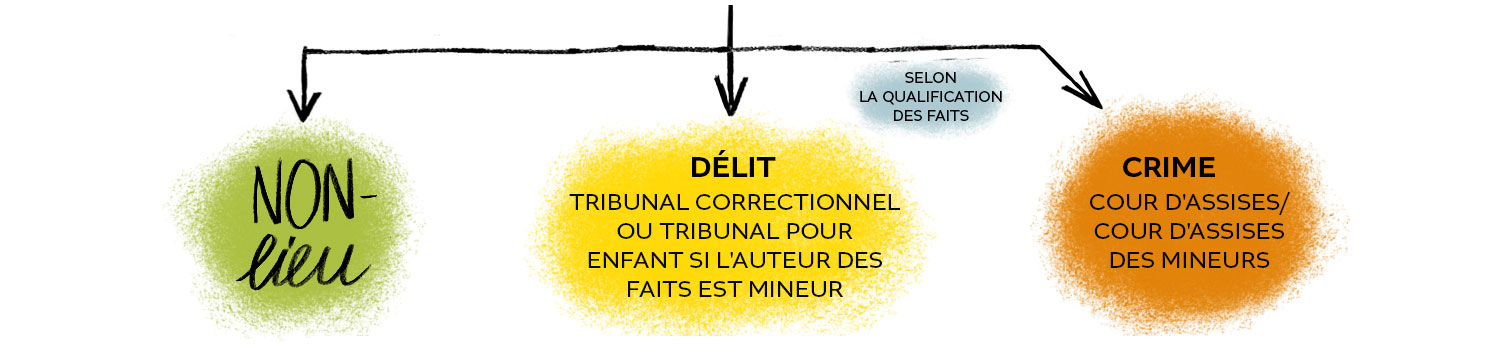 SELON
LA QUALIFICATION
DES FAITS
NON-
lieu
DÉLIT
TRIBUNAL CORRECTIONNEL
OU TRIBUNAL POUR
ENFANT SI L'AUTEUR DES
FAITS EST MINEUR
CRIME
COUR D'ASSISES/
COUR D'ASSISES
DES MINEURS